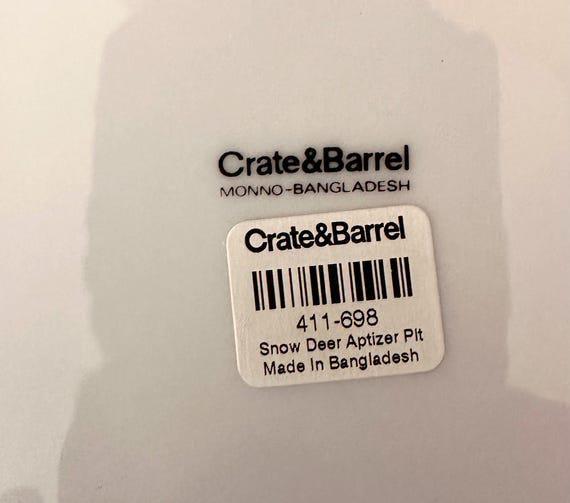 Crate&Barrel
MONNO-BANGLADESH
Crate&Barrel
411-698
Snow Deer Aptizer Plt
Made In Bangladesh